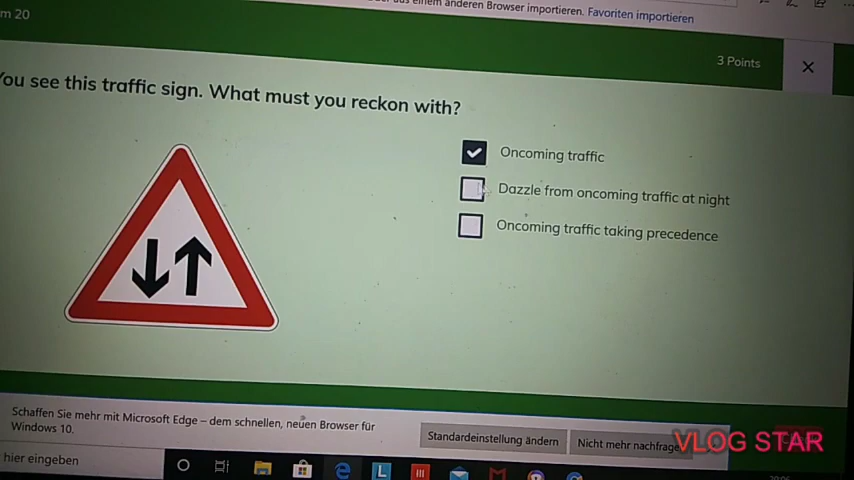 aus einem anderen Browser importieren. Favoriten importieren
m 20
3 Points
You see this traffic sign. What must you reckon with?
Oncoming traffic
Dazzle from oncoming traffic at night
Oncoming traffic taking precedence
Schaffen Sie mehr mit Microsoft Edge – dem schnellen, neuen Browser für
Windows 10.
Standardeinstellung ändern
Nicht mehr nachfrage
VLOG STAR
hier eingeben